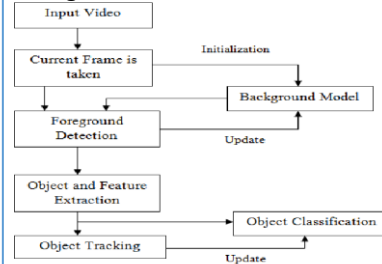 Input Video
Initialization
Current Frame is
taken
Background Model
Foreground
Detection
Update
Object and Feature
Extraction
Object Classification
Object Tracking
Update